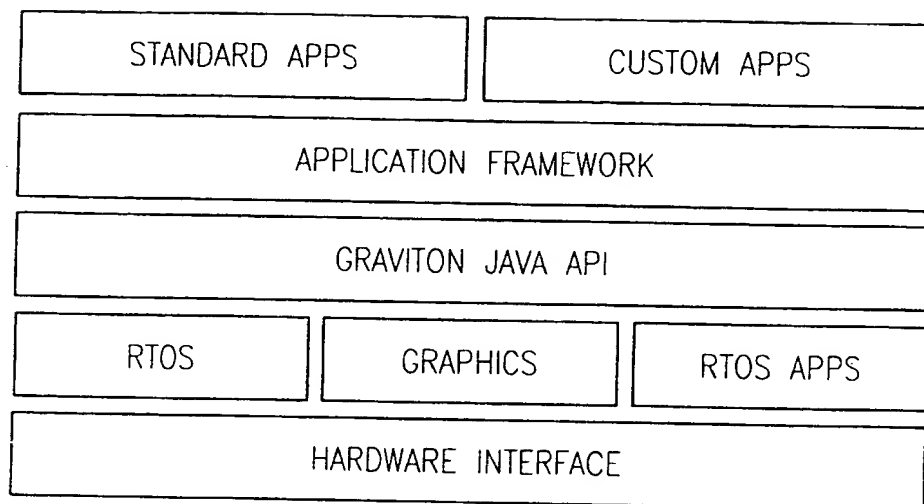 STANDARD APPS
CUSTOM APPS
APPLICATION FRAMEWORK
GRAVITON JAVA API
RTOS
GRAPHICS
RTOS APPS
HARDWARE INTERFACE